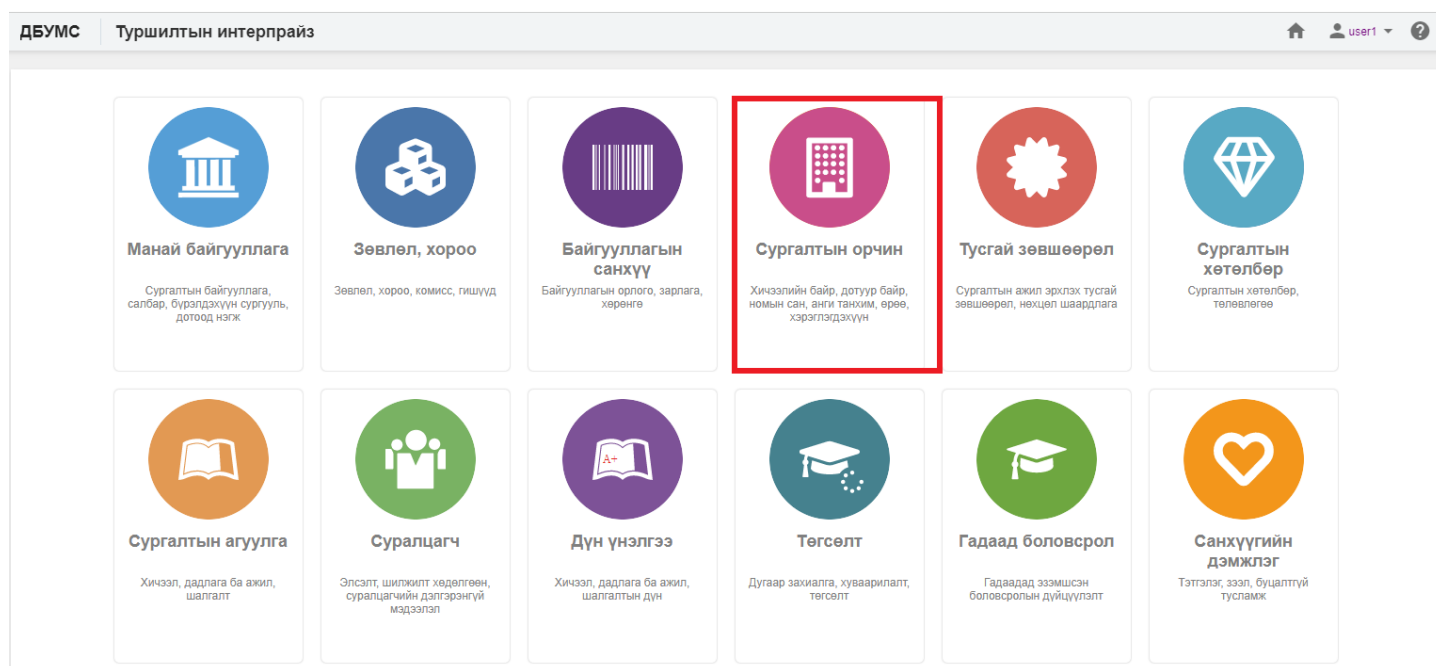 ДБУМС Туршилтын интерпрайз user1
Манай байгууллага
Сургалтын байгууллага,
салбар, бүрэлдэхүүн сургууль,
дотоод нэгж
Зөвлөл, хороо
Зөвлөл, хороо, комисс, гишүүд
Байгууллагын
санхүү
Байгууллагын орлого, зарлага,
хөрөнгө
Сургалтын орчин
Хичээлийн байр, дотуур байр,
номын сан, анги танхим, өрөө,
хэрэглэгдэхүүн
Тусгай зөвшөөрөл
Сургалтын ажил эрхлэх тусгай
зөвшөөрөл, нөхцөл шаардлага
Сургалтын
хөтөлбөр
Сургалтын хөтөлбөр,
төлөвлөгөө
Сургалтын агуулга
Хичээл, дадлага ба ажил,
шалгалт
Суралцагч
Элсэлт, шилжилт хөдөлгөөн,
суралцагчийн дэлгэрэнгүй
мэдээлэл
A+
Дүн үнэлгээ
Хичээл, дадлага ба ажил,
шалгалтын дүн
Төгсөлт
Дугаар захиалга, хуваарилалт,
төгсөлт
Гадаад боловсрол
Гадаадад эзэмшсэн
боловсролын дүйцүүлэлт
Санхүүгийн
дэмжлэг
Тэтгэлэг, зээл, буцалтгүй
тусламж